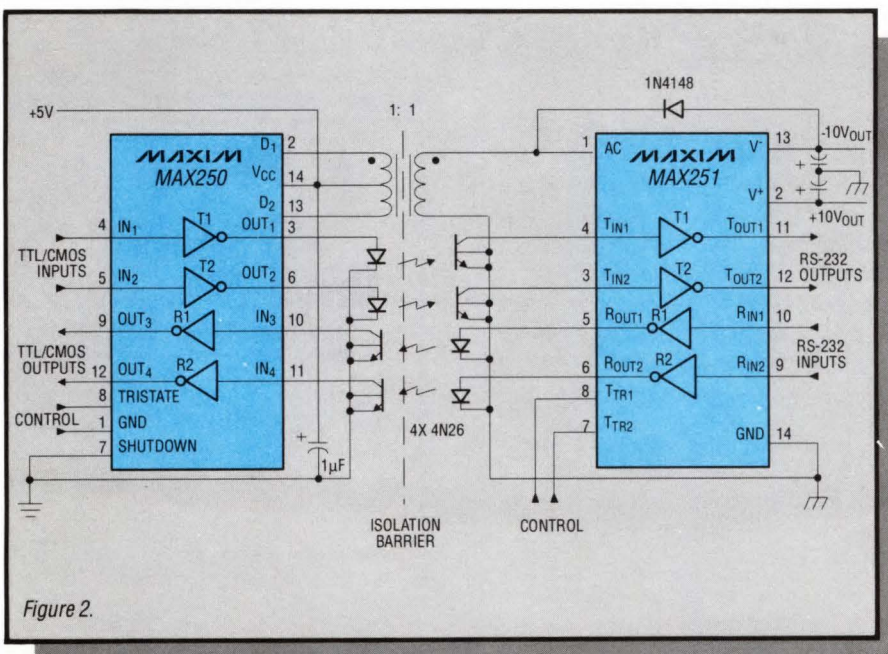 1N4148
+5V
1: 1
MAXIM
MAX250
D1 2
VCC 14
D2 13
4 IN1 T1 OUT1 3
TTL/CMOS
INPUTS
5 IN2 T2 OUT2 6
9 OUT3 R1 IN3 10
TTL/CMOS
OUTPUTS
12 OUT4 R2 IN4 11
8 TRISTATE
CONTROL
1 GND
7 SHUTDOWN
+
1µF
4X 4N26
ISOLATION
BARRIER
CONTROL
1 AC
MAXIM
MAX251
V- 13 -10VOUT
+
+
V+ 2 +10VOUT
4 TIN1 T1 TOUT1 11
RS-232
OUTPUTS
3 TIN2 T2 TOUT2 12
5 ROUT1 R1 RIN1 10
RS-232
INPUTS
6 ROUT2 R2 RIN2 9
8 TTR1
7 TTR2
GND 14
Figure 2.